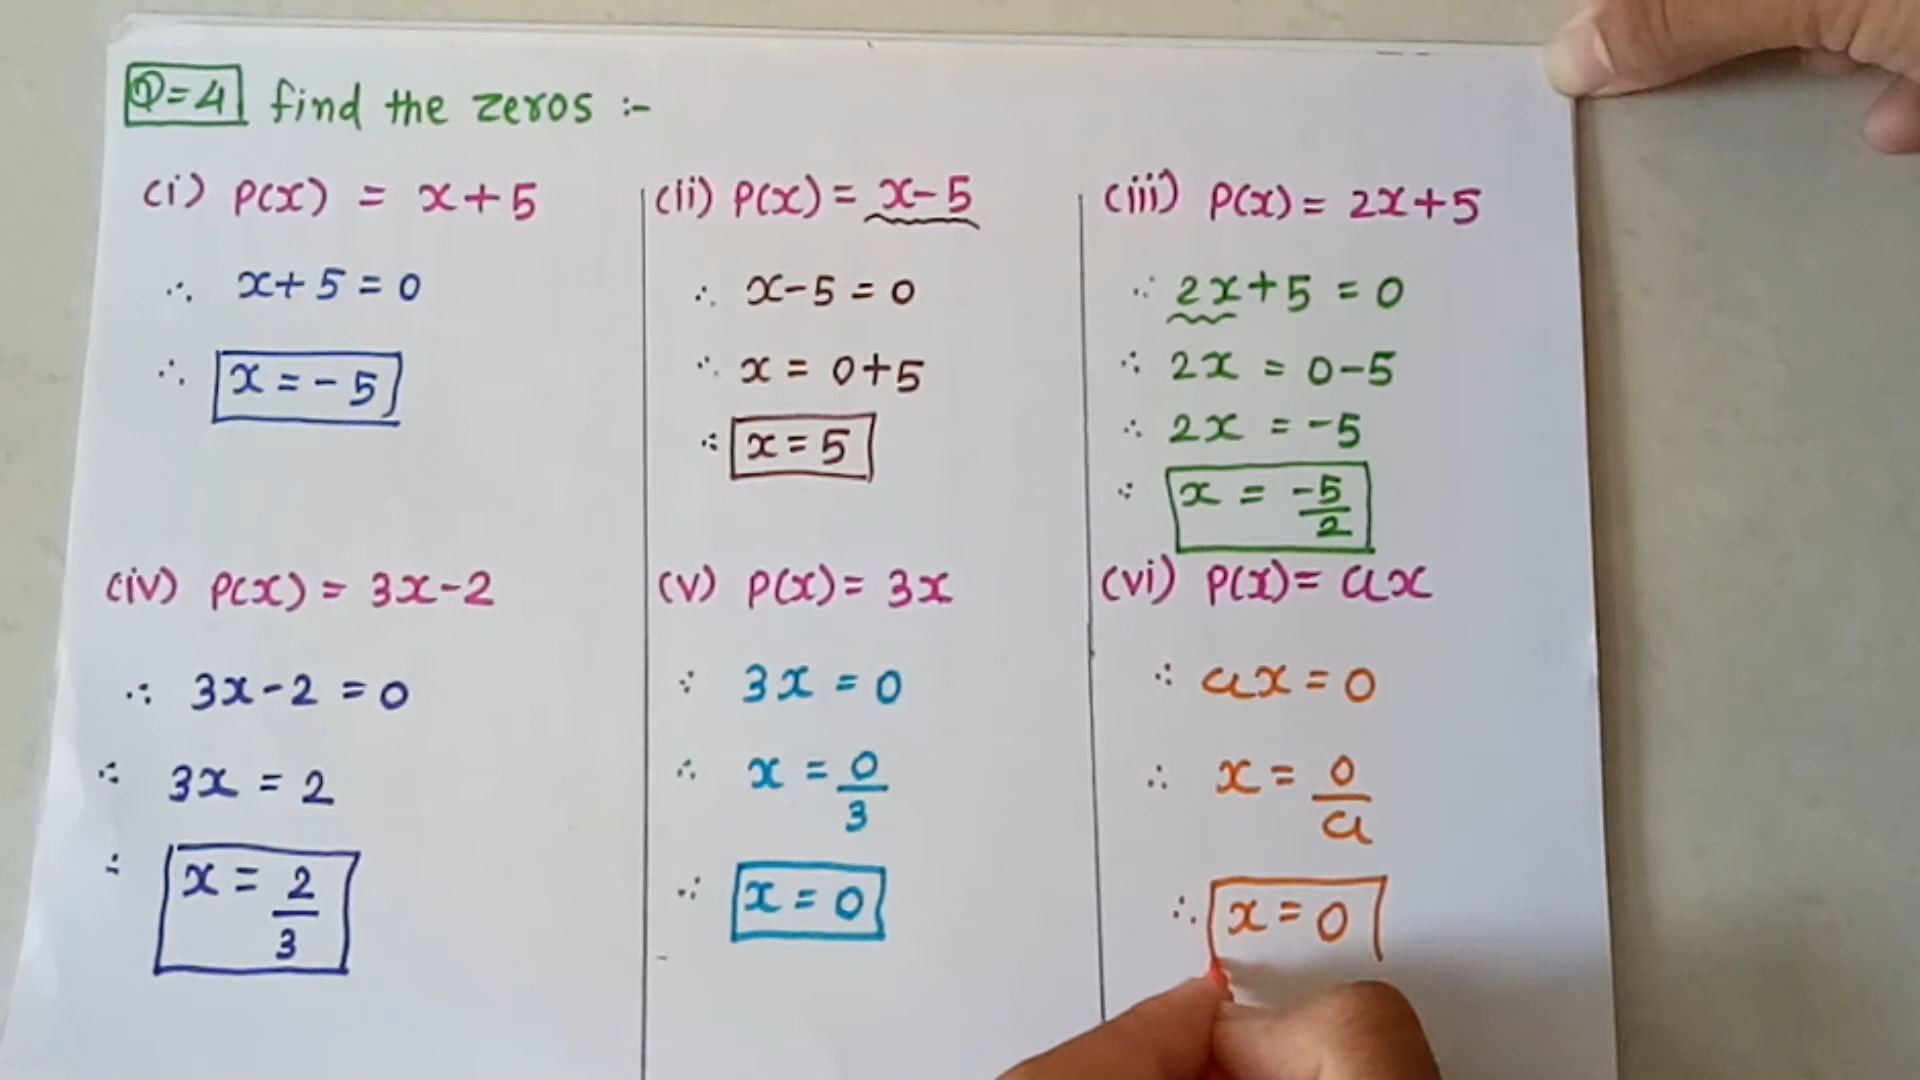 Q=4 find the zeros :-
(i) P(x) = x+5
∴ x+5=0
∴ x=-5
(ii) P(x)= x-5
∴ x-5=0
∴ x=0+5
∴ x=5
(iii) P(x)= 2x+5
∴ 2x+5=0
∴ 2x=0-5
∴ 2x=-5
∴ x=-5/2
(iv) P(x)= 3x-2
∴ 3x-2=0
∴ 3x=2
∴ x=2/3
(v) P(x)= 3x
∴ 3x=0
∴ x=0/3
∴ x=0
(vi) P(x)= ax
∴ ax=0
∴ x=0/a
∴ x=0